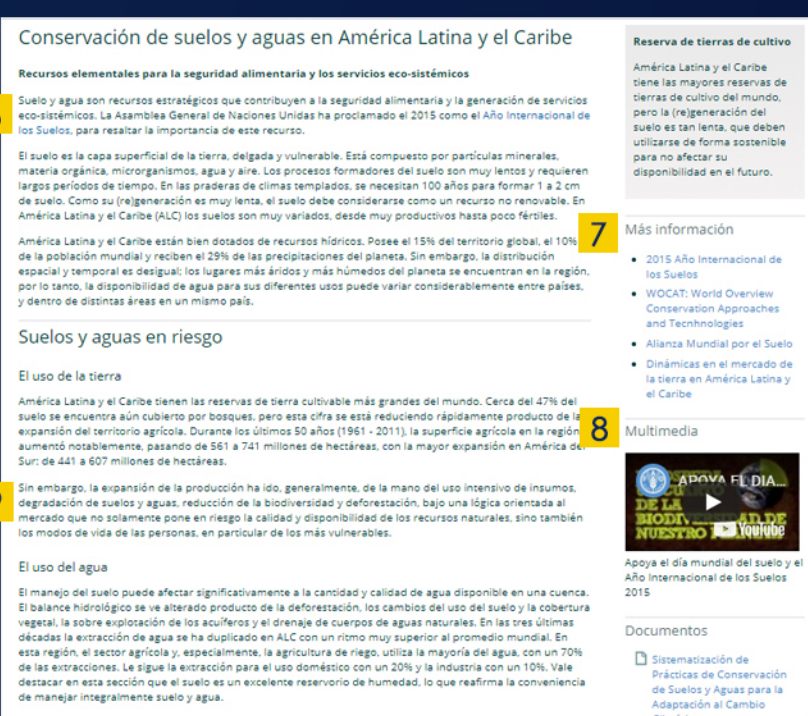 Conservación de suelos y aguas en América Latina y el Caribe
Recursos elementales para la seguridad alimentaria y los servicios eco-sistémicos
Suelo y agua son recursos estratégicos que contribuyen a la seguridad alimentaria y la generación de servicios
eco-sistémicos. La Asamblea General de Naciones Unidas ha proclamado el 2015 como el Año Internacional de
los Suelos, para resaltar la importancia de este recurso.
El suelo es la capa superficial de la tierra, delgada y vulnerable. Está compuesto por partículas minerales,
materia orgánica, microrganismos, agua y aire. Los procesos formadores del suelo son muy lentos y requieren
largos períodos de tiempo. En las praderas de climas templados, se necesitan 100 años para formar 1 a 2 cm
de suelo. Como su (re)generación es muy lenta, el suelo debe considerarse como un recurso no renovable. En
América Latina y el Caribe (ALC) los suelos son muy variados, desde muy productivos hasta poco fértiles.
América Latina y el Caribe están bien dotados de recursos hídricos. Posee el 15% del territorio global, el 10%
de la población mundial y reciben el 29% de las precipitaciones del planeta. Sin embargo, la distribución
espacial y temporal es desigual; los lugares más áridos y más húmedos del planeta se encuentran en la región,
por lo tanto, la disponibilidad de agua para sus diferentes usos puede variar considerablemente entre países,
y dentro de distintas áreas en un mismo país.
Suelos y aguas en riesgo
El uso de la tierra
América Latina y el Caribe tienen las reservas de tierra cultivable más grandes del mundo. Cerca del 47% del
suelo se encuentra aún cubierto por bosques, pero esta cifra se está reduciendo rápidamente producto de la
expansión del territorio agrícola. Durante los últimos 50 años (1961 - 2011), la superficie agrícola en la región
aumentó notablemente, pasando de 561 a 741 millones de hectáreas, con la mayor expansión en América del
Sur: de 441 a 607 millones de hectáreas.
Sin embargo, la expansión de la producción ha ido, generalmente, de la mano del uso intensivo de insumos,
degradación de suelos y aguas, reducción de la biodiversidad y deforestación, bajo una lógica orientada al
mercado que no solamente pone en riesgo la calidad y disponibilidad de los recursos naturales, sino también
los modos de vida de las personas, en particular de los más vulnerables.
El uso del agua
El manejo del suelo puede afectar significativamente a la cantidad y calidad de agua disponible en una cuenca.
El balance hidrológico se ve alterado producto de la deforestación, los cambios del uso del suelo y la cobertura
vegetal, la sobre explotación de los acuíferos y el drenaje de cuerpos de aguas naturales. En las tres últimas
décadas la extracción de agua se ha duplicado en ALC con un ritmo muy superior al promedio mundial. En
esta región, el sector agrícola y, especialmente, la agricultura de riego, utiliza la mayoría del agua, con un 70%
de las extracciones. Le sigue la extracción para el uso doméstico con un 20% y la industria con un 10%. Vale
destacar en esta sección que el suelo es un excelente reservorio de humedad, lo que reafirma la conveniencia
de manejar integralmente suelo y agua.
Reserva de tierras de cultivo
América Latina y el Caribe
tiene las mayores reservas de
tierras de cultivo del mundo,
pero la (re)generación del
suelo es tan lenta, que deben
utilizarse de forma sostenible
para no afectar su
disponibilidad en el futuro.
7
Más información
2015 Año Internacional de
los Suelos
WOCAT: World Overview
Conservation Approaches
and Tecnhnologies
Alianza Mundial por el Suelo
Dinámicas en el mercado de
la tierra en América Latina y
el Caribe
8
Multimedia
APOYA EL DIA...
DE LA
NUESTRO
YouTube
Apoya el día mundial del suelo y el
Año Internacional de los Suelos
2015
Documentos
Sistematización de
Prácticas de Conservación
de Suelos y Aguas para la
Adaptación al Cambio